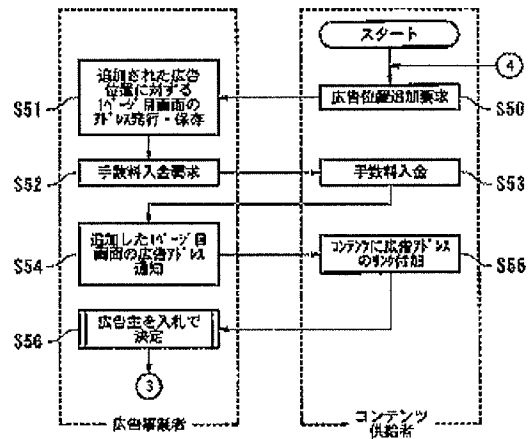 スタート
4
追加された広告
位置に対する
1ページ目画面の
アドレス発行・保存
S51
広告位置追加要求
S50
手数料入金要求
S52
手数料入金
S53
追加した1ページ目
画面の広告アドレス
通知
S54
コンテンツに広告アドレス
のリンク付加
S55
広告主を入札で
決定
S56
3
広告
コンテンツ
供給者